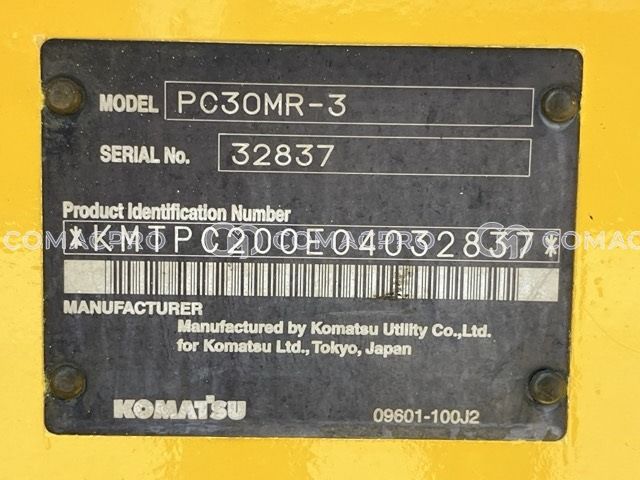 MODEL PC30MR-3
SERIAL No. 32837
Product Identification Number
*KMTPC200E04032837*
MANUFACTURER
Manufactured by Komatsu Utility Co.,Ltd.
for Komatsu Ltd.,Tokyo, Japan
KOMATSU
09601-100J2
COMACPRO